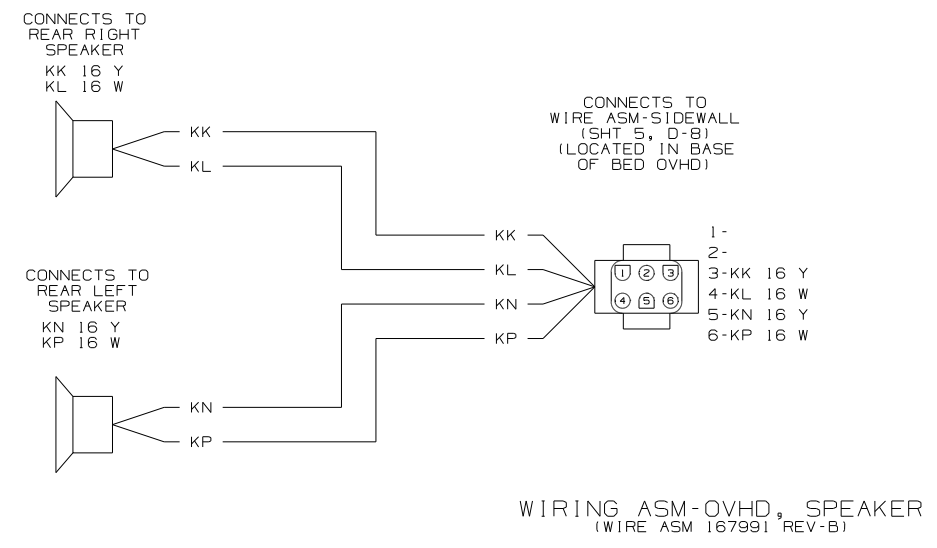 CONNECTS TO
REAR RIGHT
SPEAKER
KK 16 Y
KL 16 W
KK
KL
CONNECTS TO
WIRE ASM-SIDEWALL
(SHT 5, D-8)
(LOCATED IN BASE
OF BED OVHD)
KK
KL
KN
KP
1 2 3
4 5 6
1-
2-
3-KK 16 Y
4-KL 16 W
5-KN 16 Y
6-KP 16 W
CONNECTS TO
REAR LEFT
SPEAKER
KN 16 Y
KP 16 W
KN
KP
WIRING ASM-OVHD, SPEAKER
(WIRE ASM 167991 REV-B)